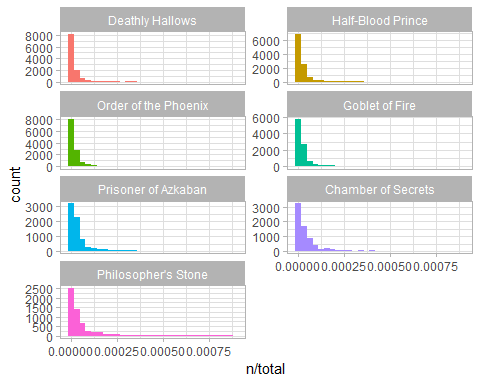 Deathly Hallows
Half-Blood Prince
8000
6000
4000
2000
0
6000
4000
2000
0
Order of the Phoenix
Goblet of Fire
8000
6000
4000
2000
0
6000
4000
2000
0
count
Prisoner of Azkaban
Chamber of Secrets
3000
2000
1000
0
3000
2000
1000
0
0.00000 0.00025 0.00050 0.00075
Philosopher's Stone
2500
2000
1500
1000
500
0
0.00000 0.00025 0.00050 0.00075
n/total